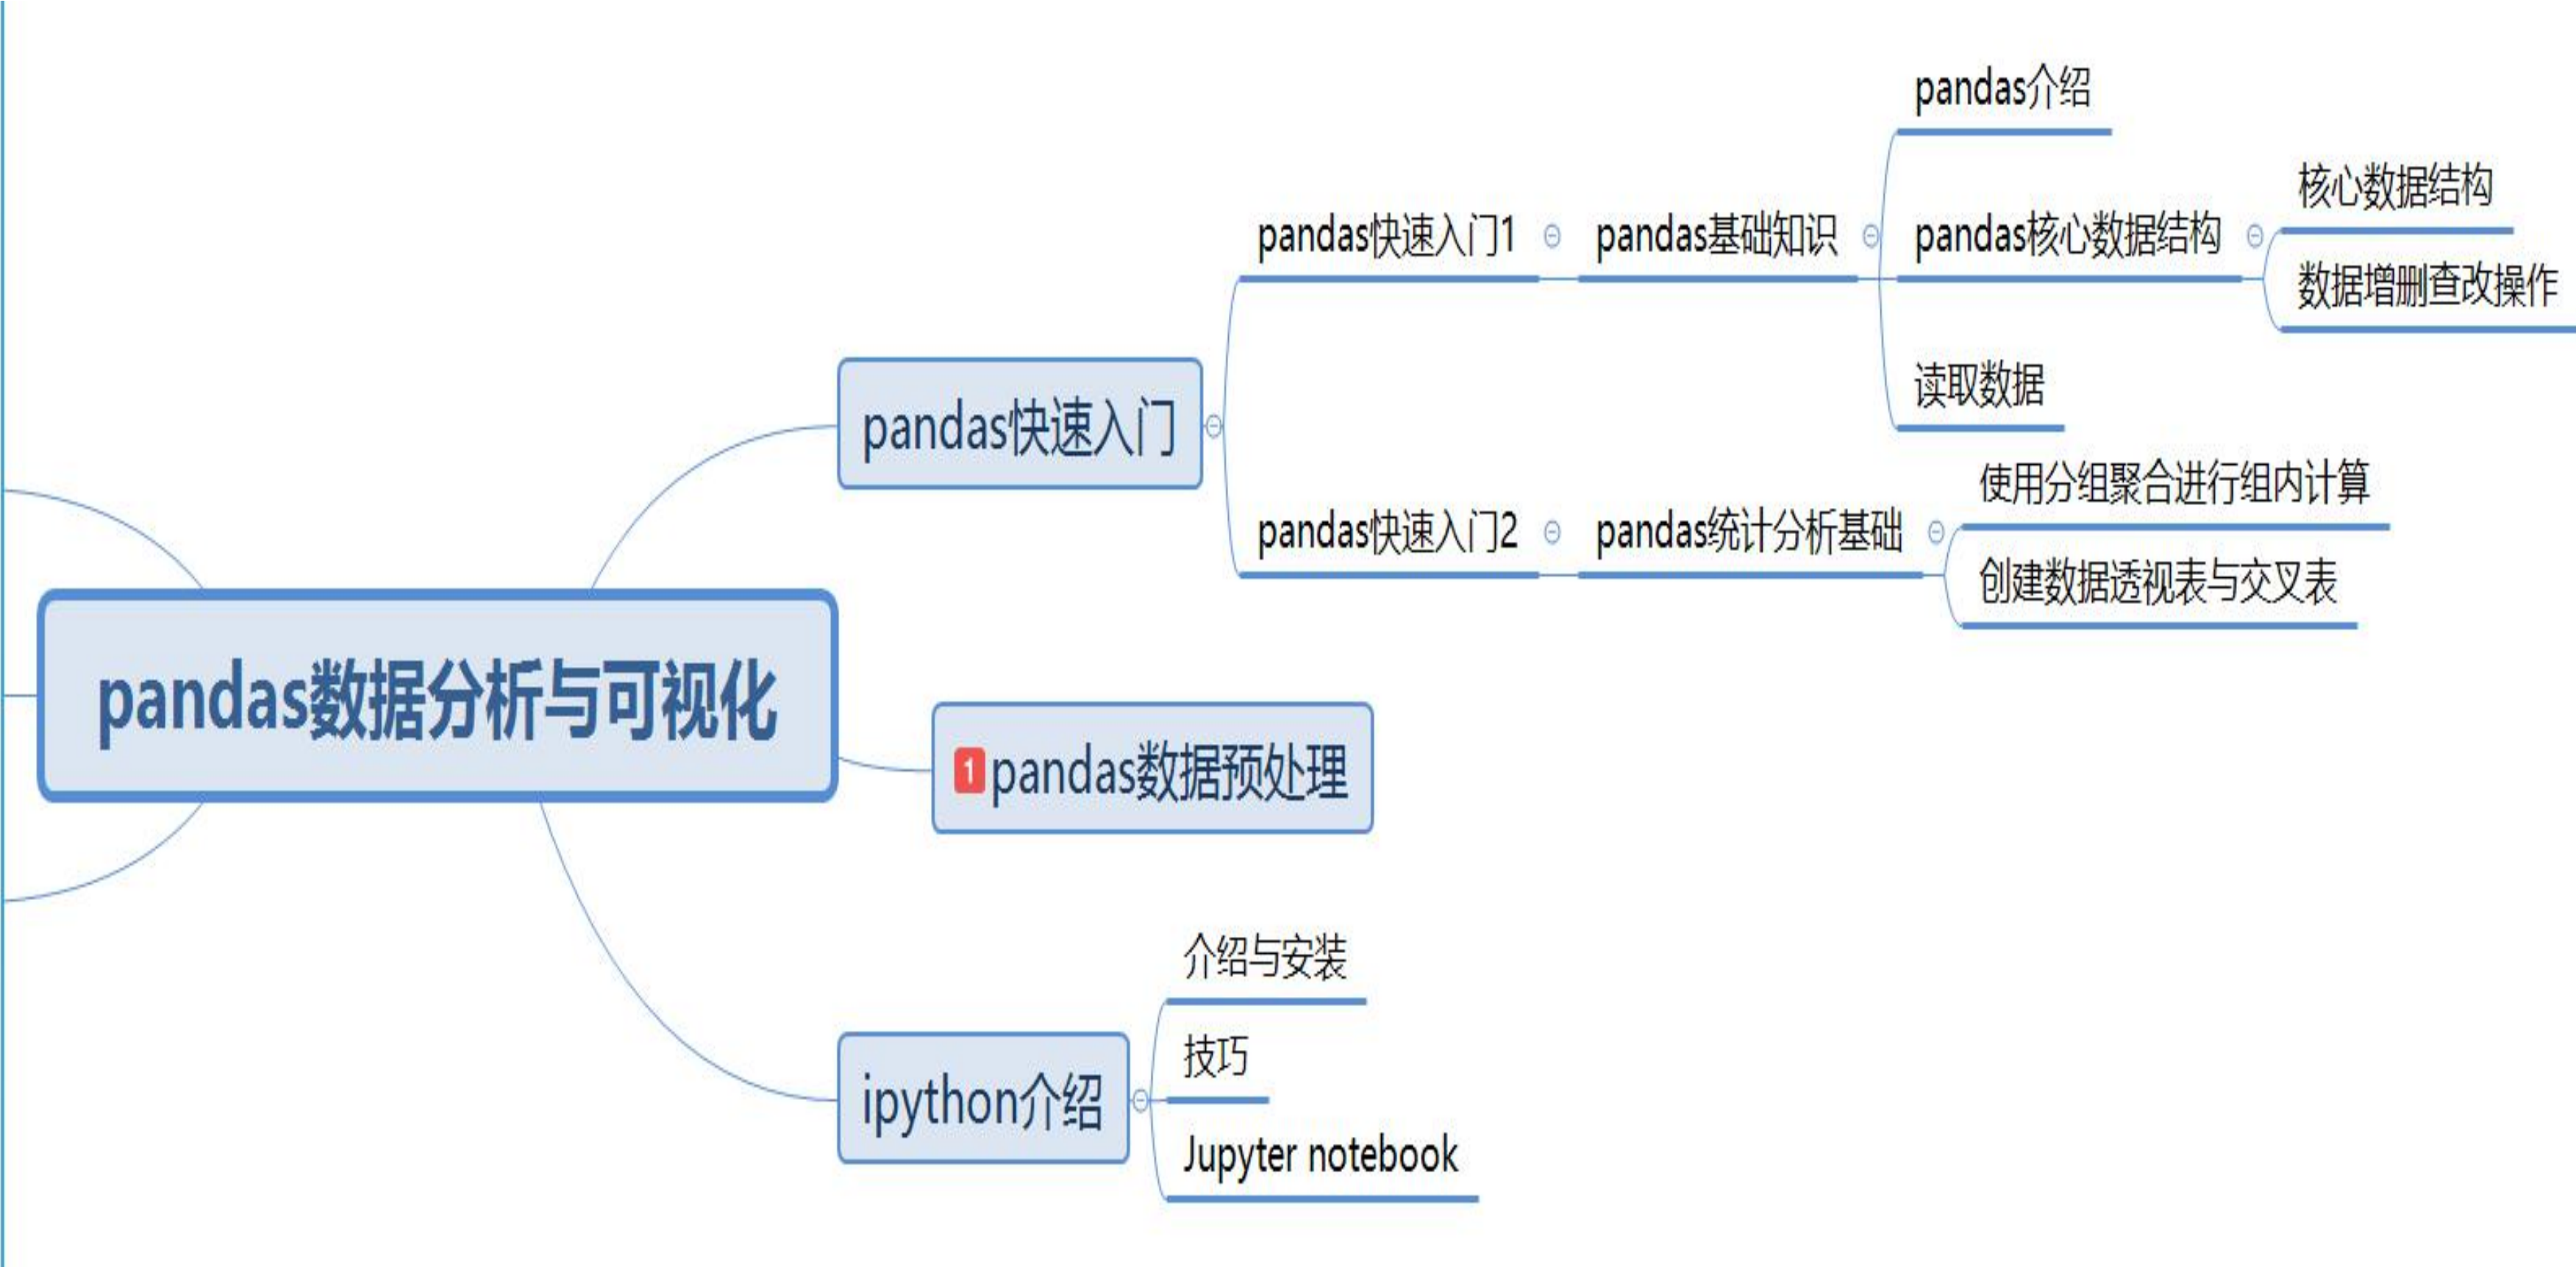 pandas数据分析与可视化
pandas快速入门
pandas快速入门1
pandas基础知识
pandas介绍
pandas核心数据结构
核心数据结构
数据增删查改操作
读取数据
pandas快速入门2
pandas统计分析基础
使用分组聚合进行组内计算
创建数据透视表与交叉表
1 pandas数据预处理
ipython介绍
介绍与安装
技巧
Jupyter notebook